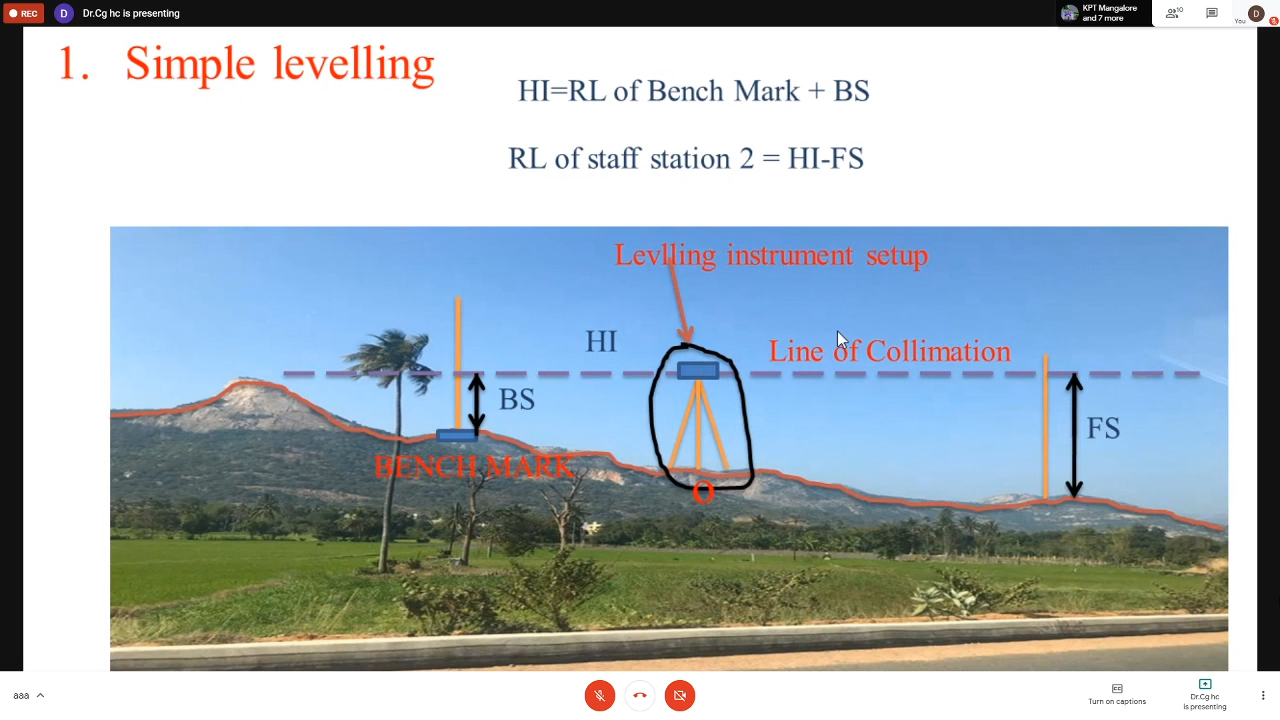 REC
D
Dr.Cg hc is presenting
KPT Mangalore
and 7 more
10
You
D
1. Simple levelling
HI=RL of Bench Mark + BS
RL of staff station 2 = HI-FS
Levlling instrument setup
HI
Line of Collimation
BS
FS
BENCH MARK
O
aaa
Turn on captions
Dr.Cg hc
is presenting